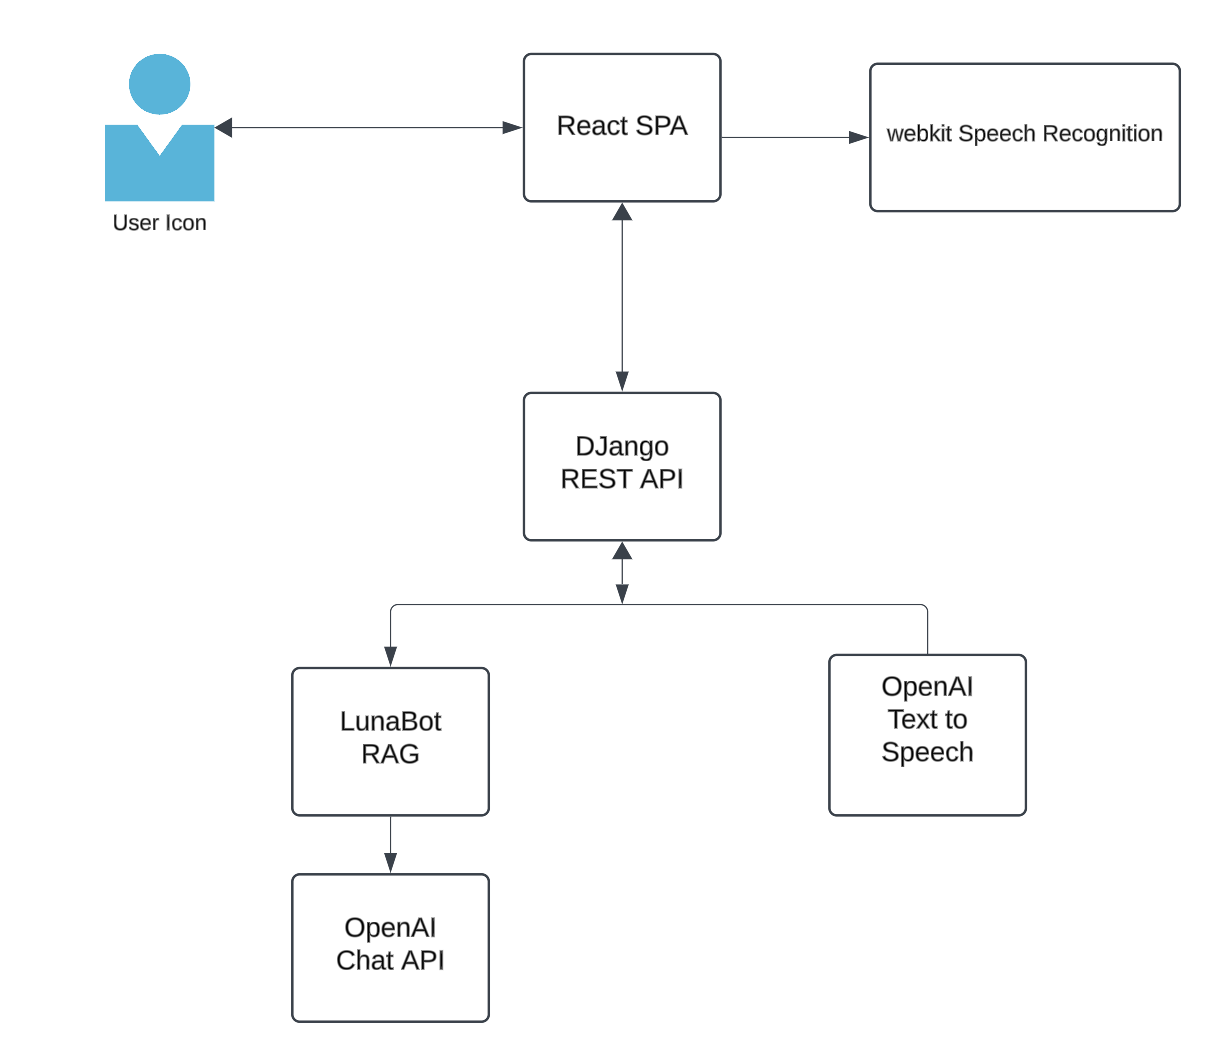 React SPA
webkit Speech Recognition
User Icon
DJango
REST API
LunaBot
RAG
OpenAI
Text to
Speech
OpenAI
Chat API